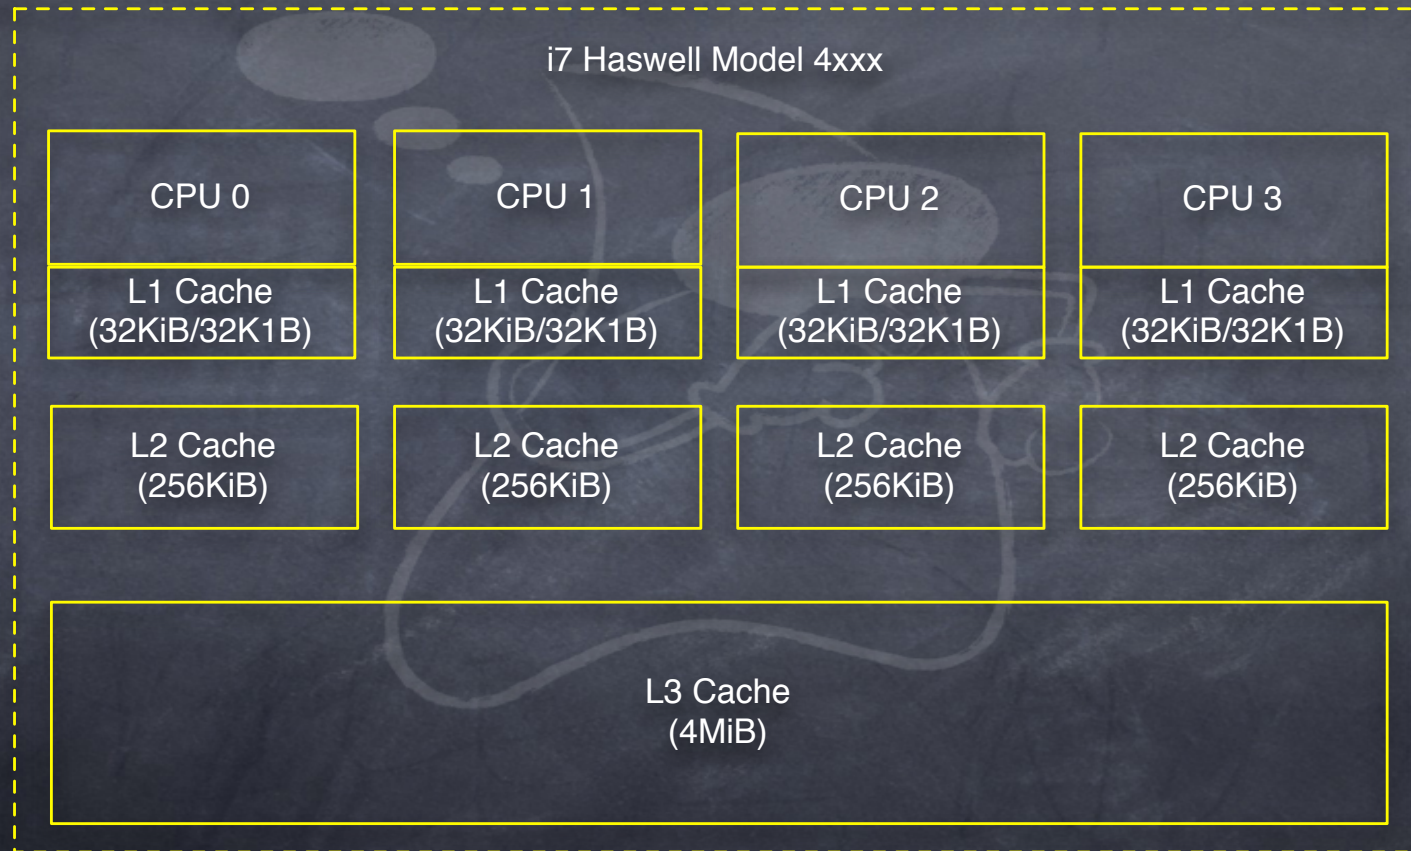 i7 Haswell Model 4xxx
CPU 0
CPU 1
CPU 2
CPU 3
L1 Cache
(32KiB/32K1B)
L1 Cache
(32KiB/32K1B)
L1 Cache
(32KiB/32K1B)
L1 Cache
(32KiB/32K1B)
L2 Cache
(256KiB)
L2 Cache
(256KiB)
L2 Cache
(256KiB)
L2 Cache
(256KiB)
L3 Cache
(4MiB)